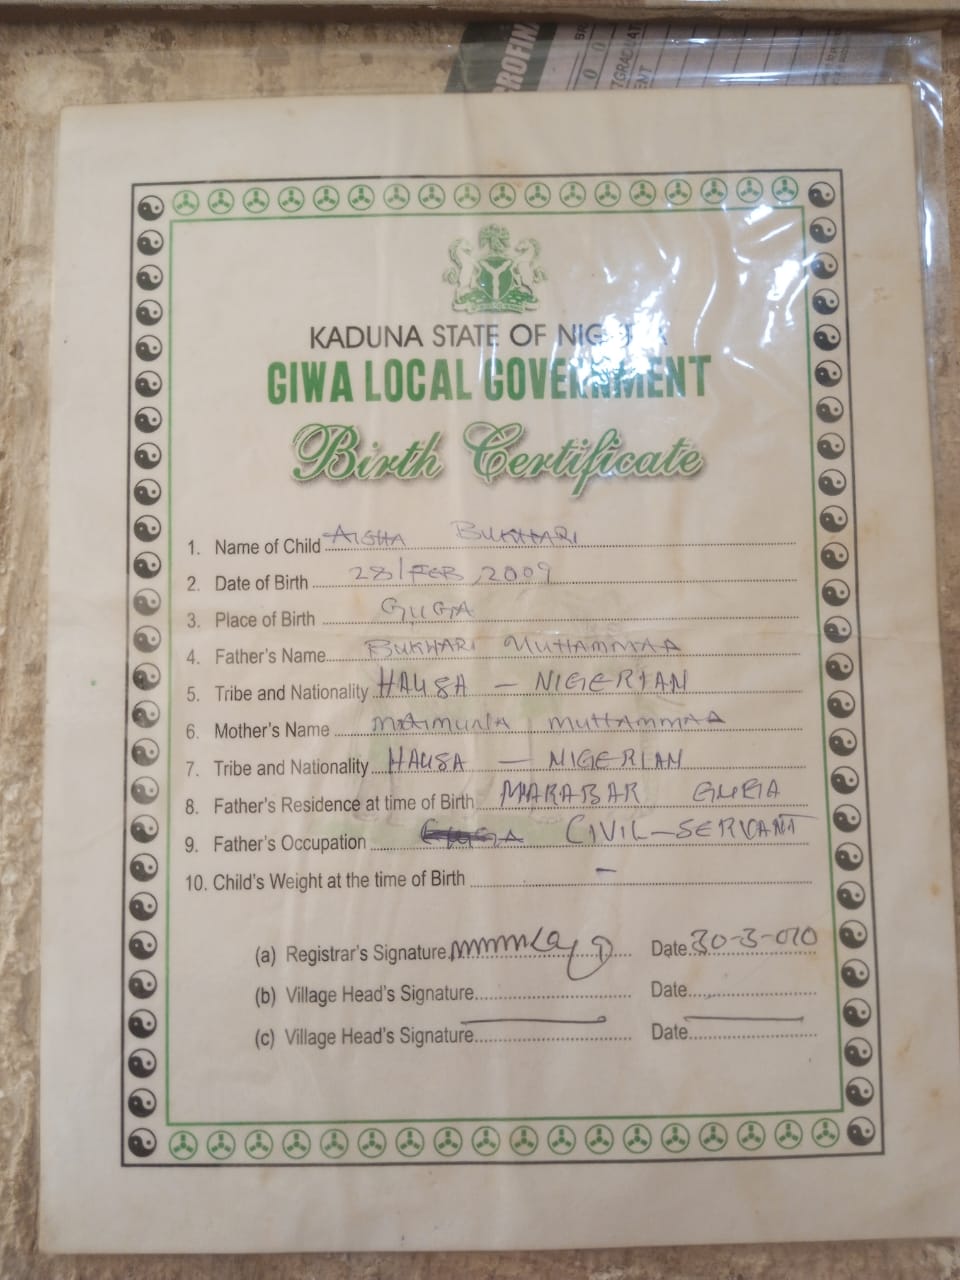 CROFIN
KADUNA STATE OF NIGERIA
GIWA LOCAL GOVERNMENT
Birth Certificate
1. Name of Child AISHA BUKHARI
2. Date of Birth 28/FEB, 2009
3. Place of Birth GUGA
4. Father's Name BUKHARI MUHAMMAD
5. Tribe and Nationality HAUSA - NIGERIAN
6. Mother's Name MAIMUNA MUHAMMAD
7. Tribe and Nationality HAUSA - NIGERIAN
8. Father's Residence at time of Birth MARABAR GUGA
9. Father's Occupation CIVIL-SERVANT
10. Child's Weight at the time of Birth -
(a) Registrar's Signature Date 30-3-010
(b) Village Head's Signature Date
(c) Village Head's Signature Date